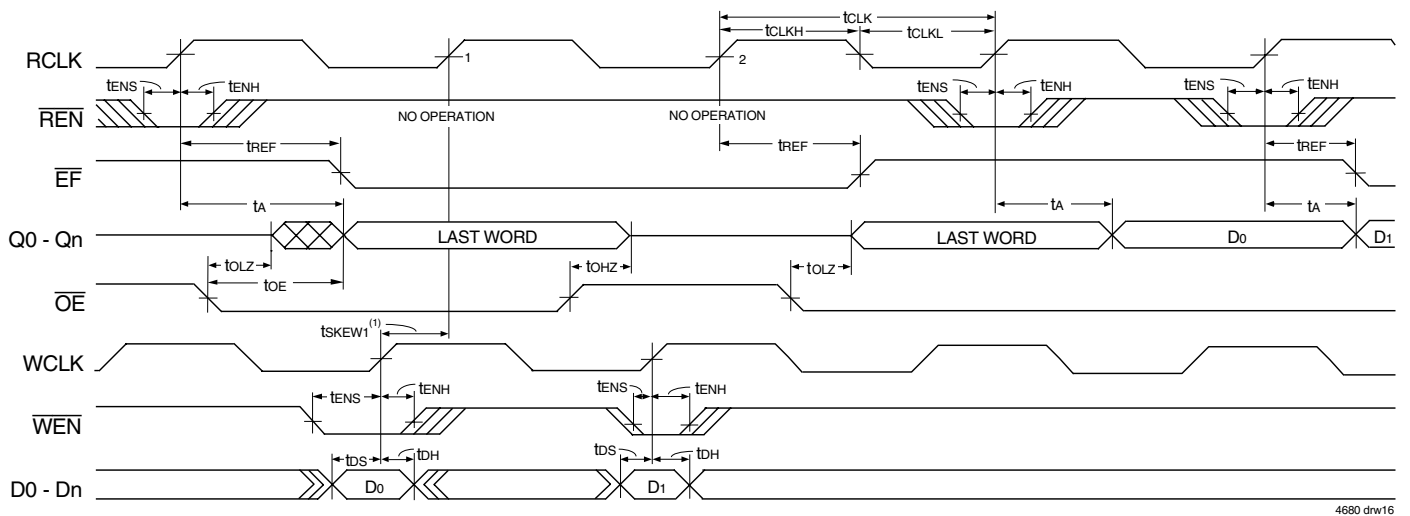 tCLK
tCLKH tCLKL
RCLK 1 2
tENS tENH tENS tENH tENS tENH
REN NO OPERATION NO OPERATION
tREF tREF tREF
EF
tA tA tA
Q0 - Qn LAST WORD LAST WORD D0 D1
tOLZ tOHZ tOLZ
tOE
OE
tSKEW1(1)
WCLK
tENS tENH tENS tENH
WEN
tDS tDH tDS tDH
D0 - Dn D0 D1
4680 drw16